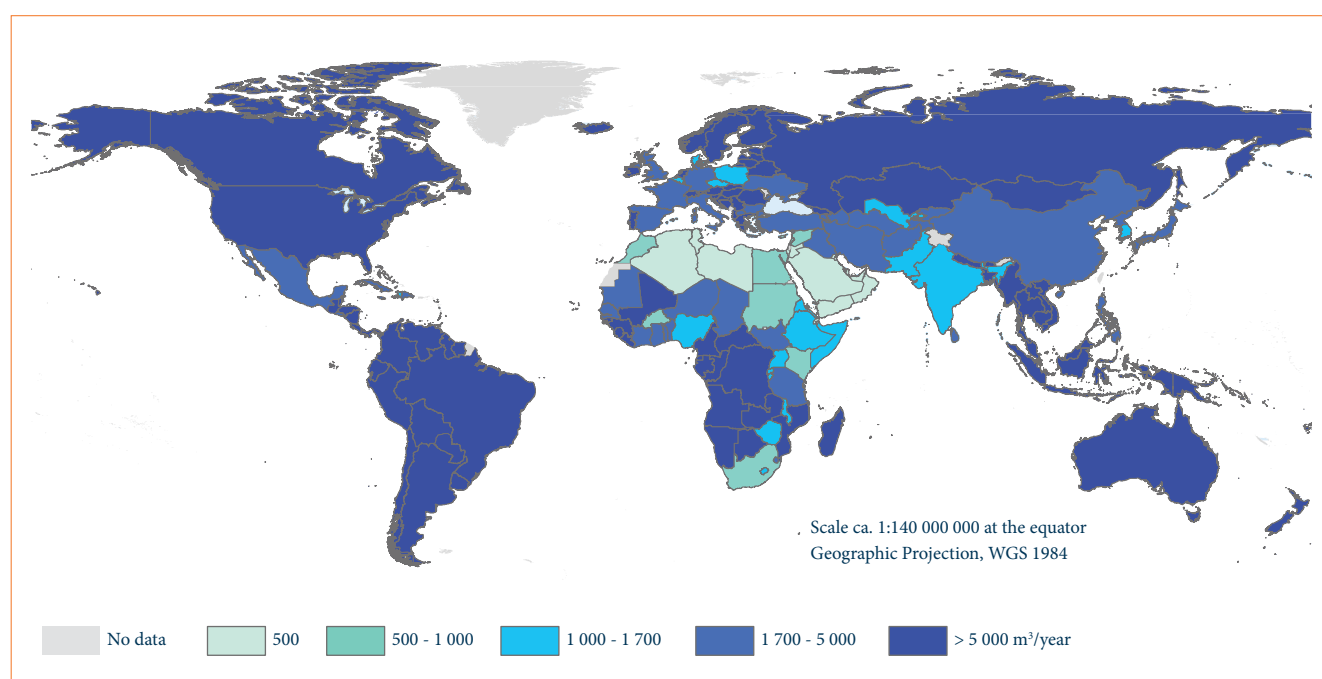 Scale ca. 1:140 000 000 at the equator
Geographic Projection, WGS 1984
No data
500
500 - 1 000
1 000 - 1 700
1 700 - 5 000
> 5 000 m³/year